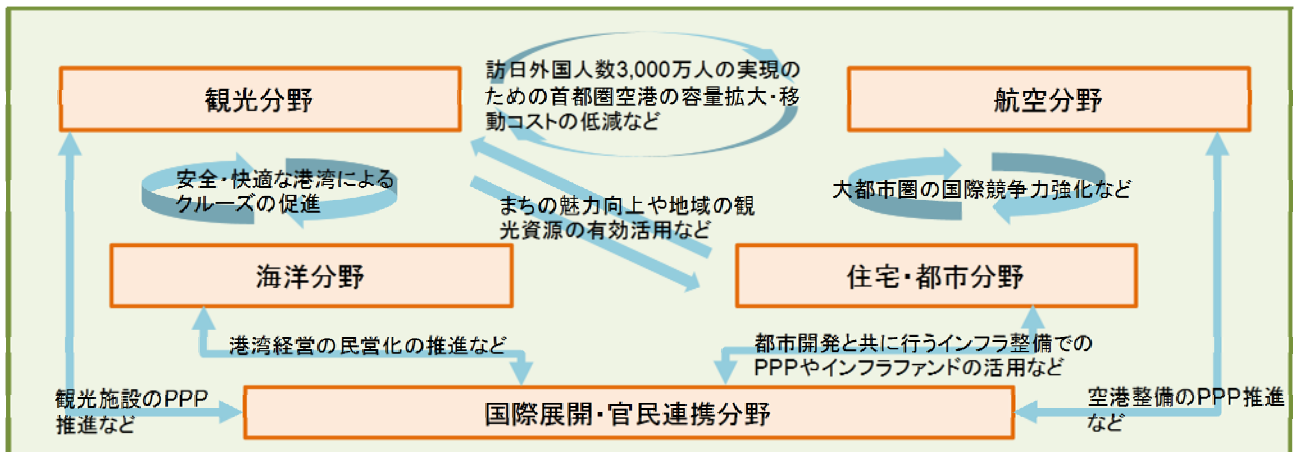 訪日外国人数3,000万人の実現の
ための首都圏空港の容量拡大・移
動コストの低減など
観光分野
航空分野
安全・快適な港湾による
クルーズの促進
大都市圏の国際競争力強化など
まちの魅力向上や地域の観
光資源の有効活用など
海洋分野
住宅・都市分野
港湾経営の民営化の推進など
都市開発と共に行うインフラ整備での
PPPやインフラファンドの活用など
観光施設のPPP
推進など
国際展開・官民連携分野
空港整備のPPP推進
など